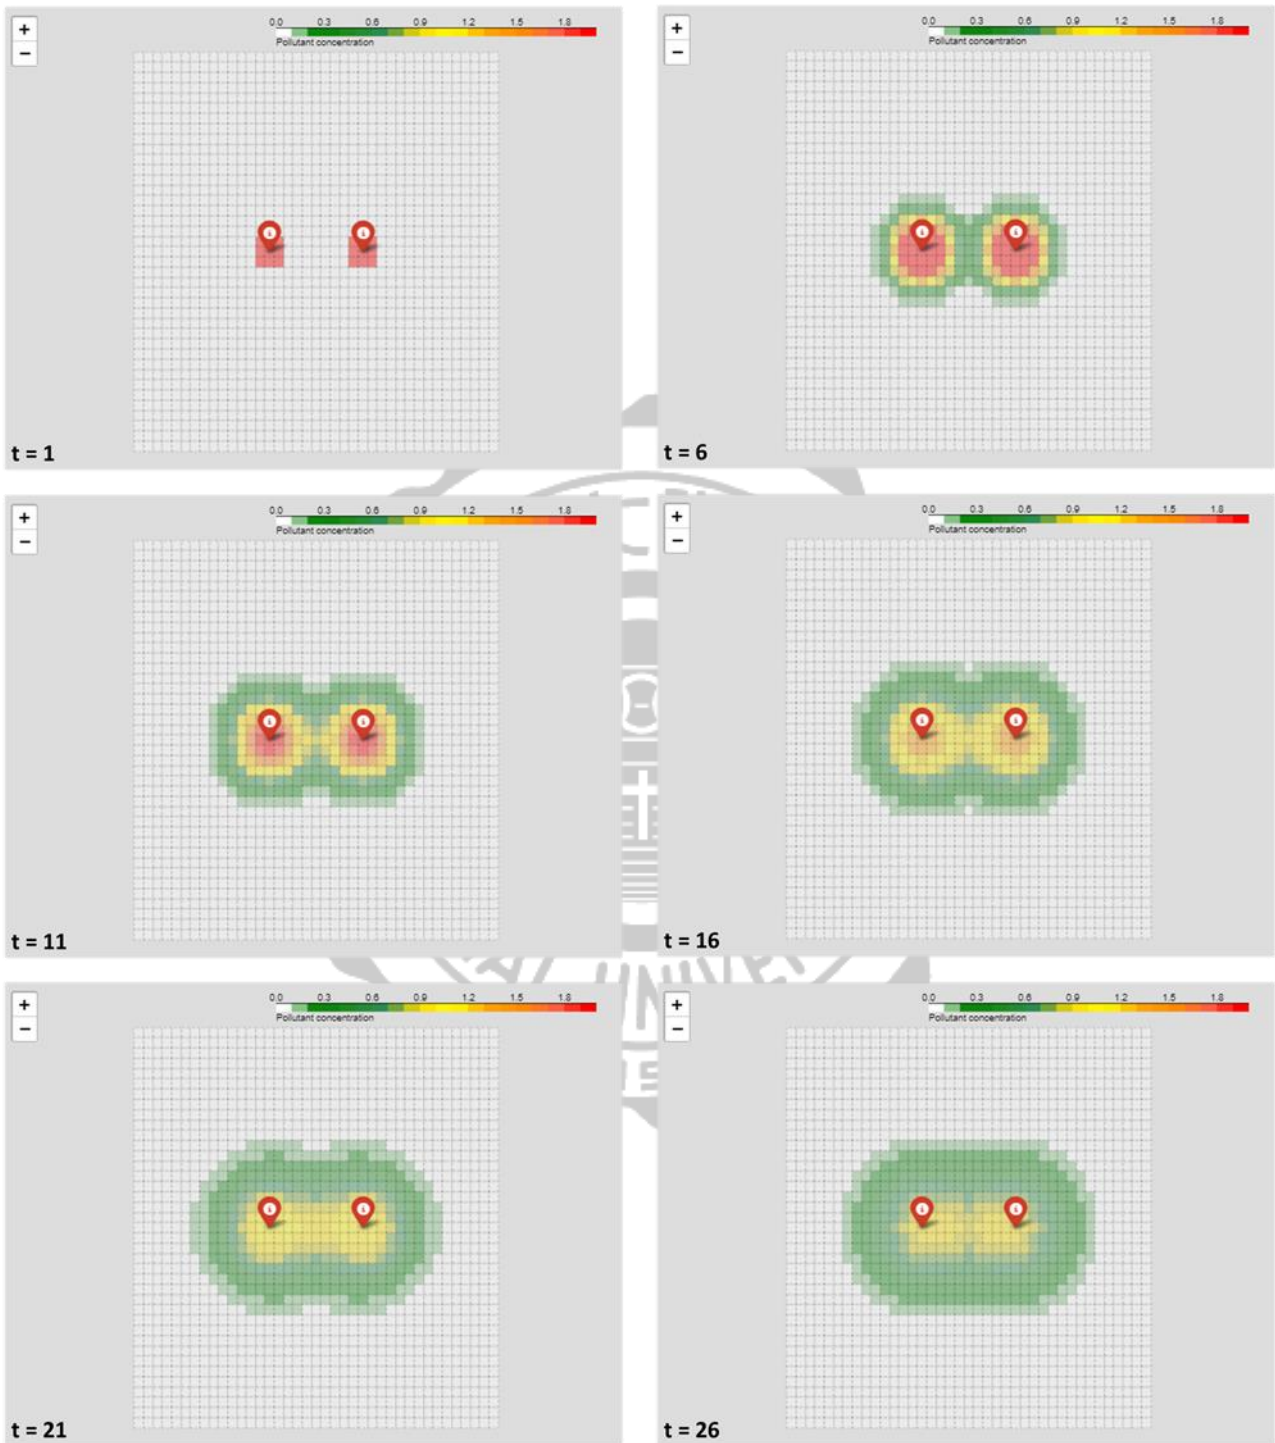 +
−
0.0 0.3 0.6 0.9 1.2 1.5 1.8
Pollutant concentration
t = 1
+
−
0.0 0.3 0.6 0.9 1.2 1.5 1.8
Pollutant concentration
t = 6
+
−
0.0 0.3 0.6 0.9 1.2 1.5 1.8
Pollutant concentration
t = 11
+
−
0.0 0.3 0.6 0.9 1.2 1.5 1.8
Pollutant concentration
t = 16
+
−
0.0 0.3 0.6 0.9 1.2 1.5 1.8
Pollutant concentration
t = 21
+
−
0.0 0.3 0.6 0.9 1.2 1.5 1.8
Pollutant concentration
t = 26